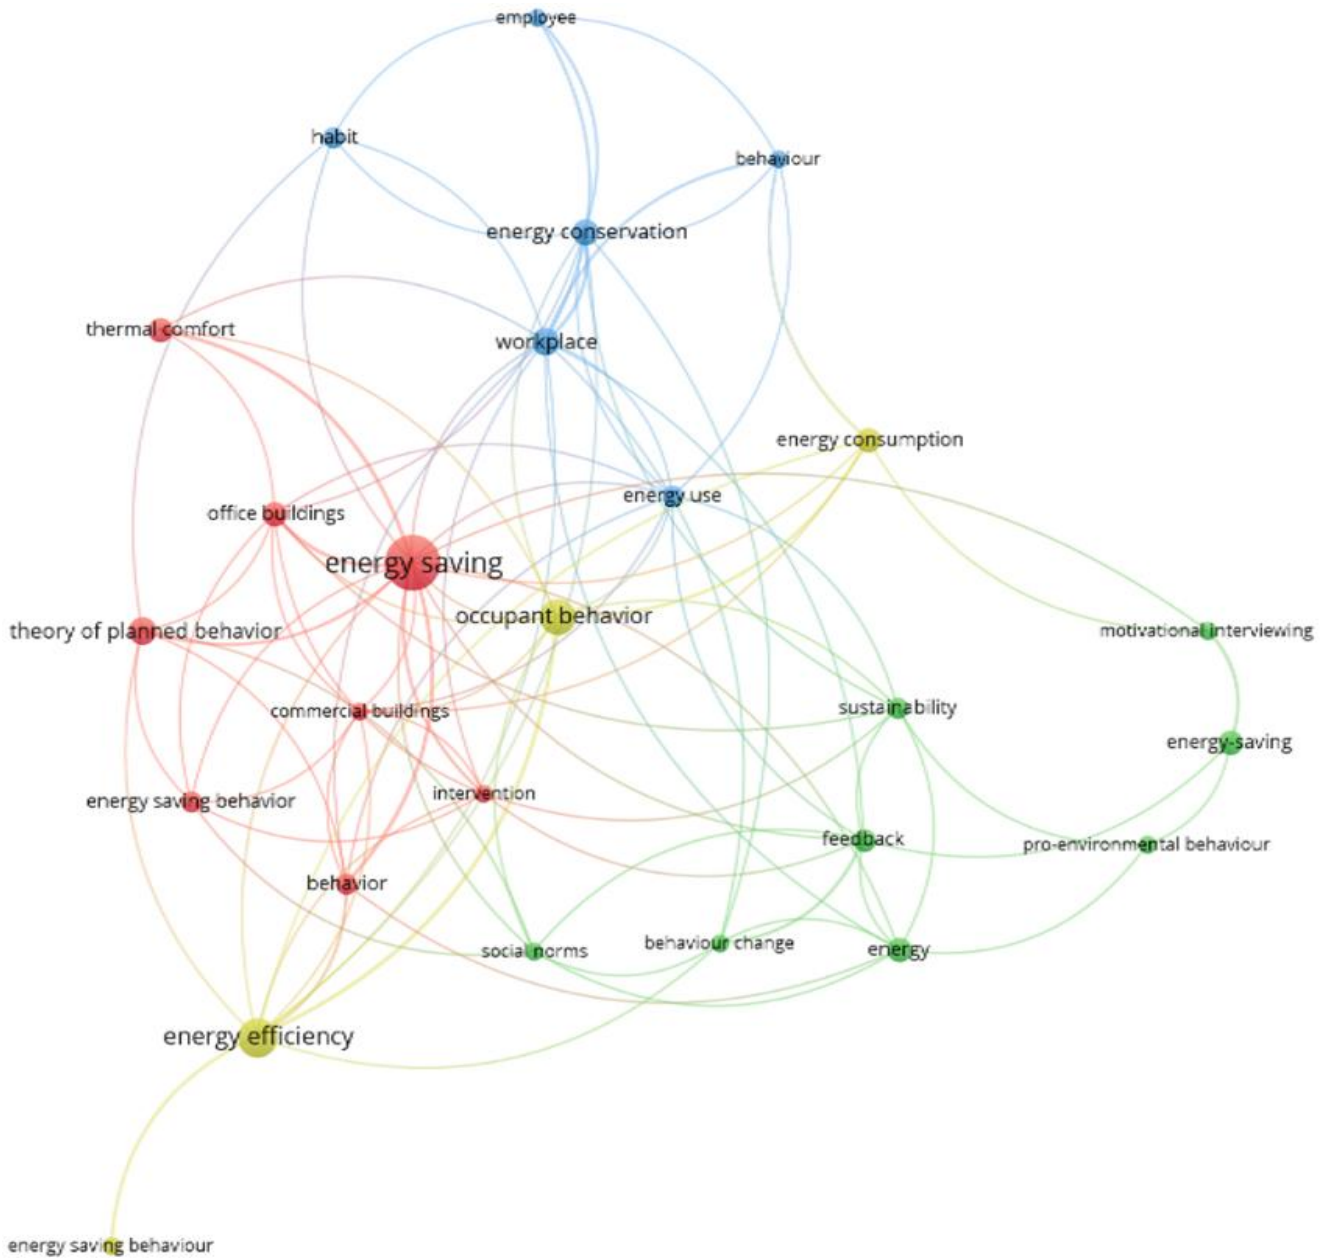 employee
habit
behaviour
energy conservation
thermal comfort
workplace
energy consumption
energy use
office buildings
energy saving
occupant behavior
theory of planned behavior
motivational interviewing
commercial buildings
sustainability
energy-saving
energy saving behavior
intervention
feedback
pro-environmental behaviour
behavior
social norms
behaviour change
energy
energy efficiency
energy saving behaviour